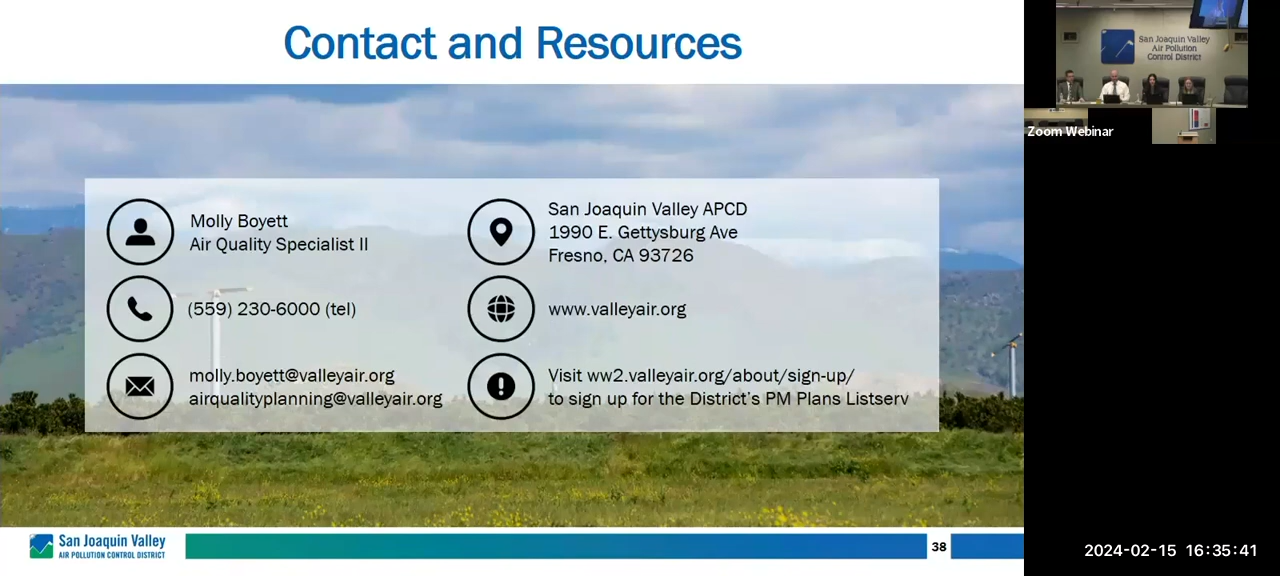 Contact and Resources
Molly Boyett
Air Quality Specialist II
(559) 230-6000 (tel)
molly.boyett@valleyair.org
airqualityplanning@valleyair.org
San Joaquin Valley APCD
1990 E. Gettysburg Ave
Fresno, CA 93726
www.valleyair.org
Visit ww2.valleyair.org/about/sign-up/
to sign up for the District's PM Plans Listserv
San Joaquin Valley
AIR POLLUTION CONTROL DISTRICT
38
San Joaquin Valley
Air Pollution
Control District
Zoom Webinar
2024-02-15 16:35:41